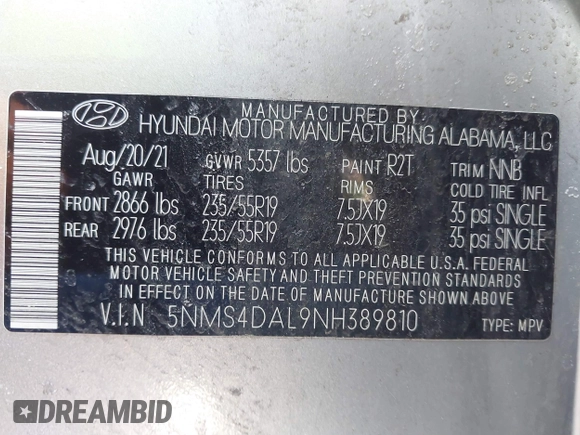 MANUFACTURED BY
HYUNDAI MOTOR MANUFACTURING ALABAMA, LLC
Aug/20/21 GVWR 5357 lbs PAINT R2T TRIM NNB
GAWR TIRES RIMS COLD TIRE INFL
FRONT 2866 lbs 235/55R19 7.5JX19 35 psi SINGLE
REAR 2976 lbs 235/55R19 7.5JX19 35 psi SINGLE
THIS VEHICLE CONFORMS TO ALL APPLICABLE U.S.A. FEDERAL
MOTOR VEHICLE SAFETY AND THEFT PREVENTION STANDARDS
IN EFFECT ON THE DATE OF MANUFACTURE SHOWN ABOVE.
V.I.N 5NMS4DAL9NH389810 TYPE: MPV
DREAMBID